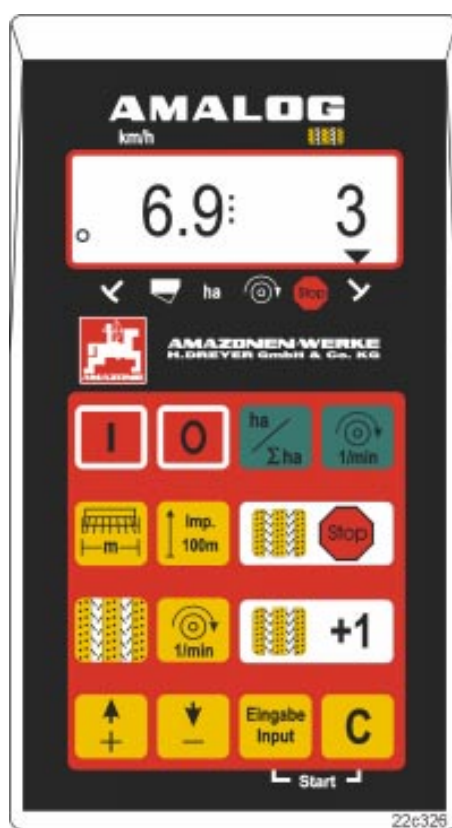 AMALOG
km/h
6.9 3
ha Stop
AMAZONE
AMAZONEN-WERKE
H.DREYER GmbH & Co. KG
I O ha/Σha 1/min
m Imp. 100m Stop
1/min +1
+ − Eingabe Input C
Start
22c326